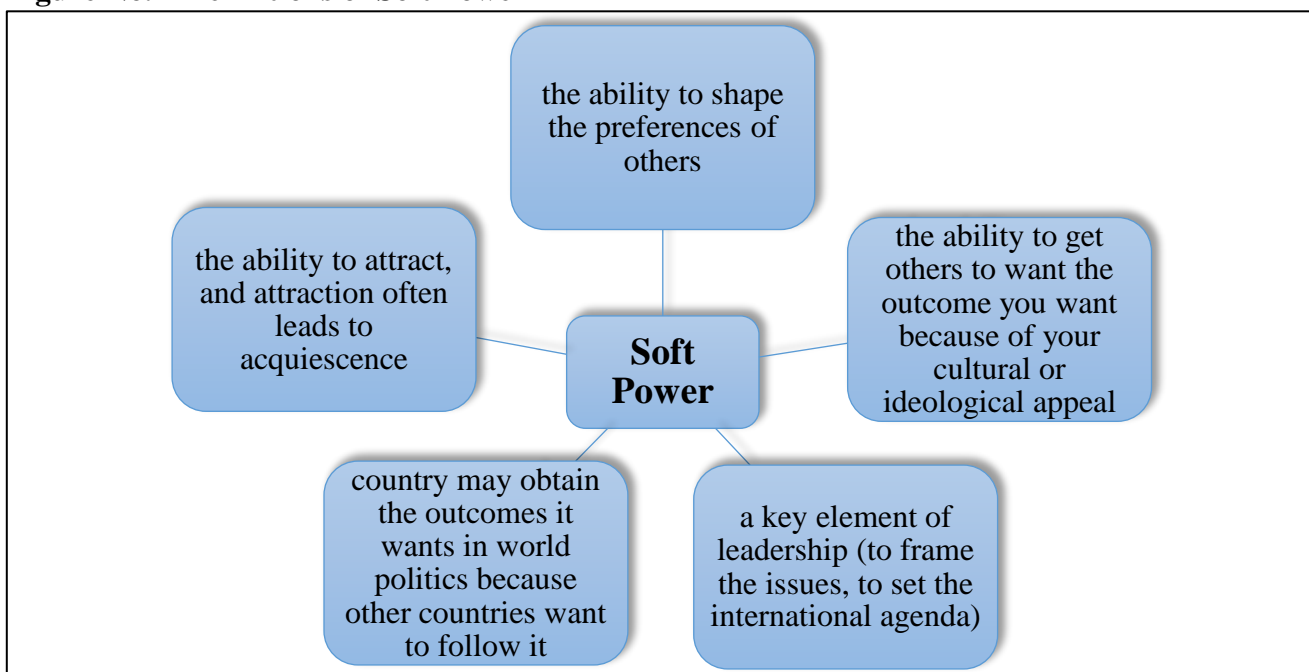 the ability to shape
the preferences of
others
the ability to get
others to want the
outcome you want
because of your
cultural or
ideological appeal
a key element of
leadership (to frame
the issues, to set the
international agenda)
country may obtain
the outcomes it
wants in world
politics because
other countries want
to follow it
the ability to attract,
and attraction often
leads to
acquiescence
Soft
Power